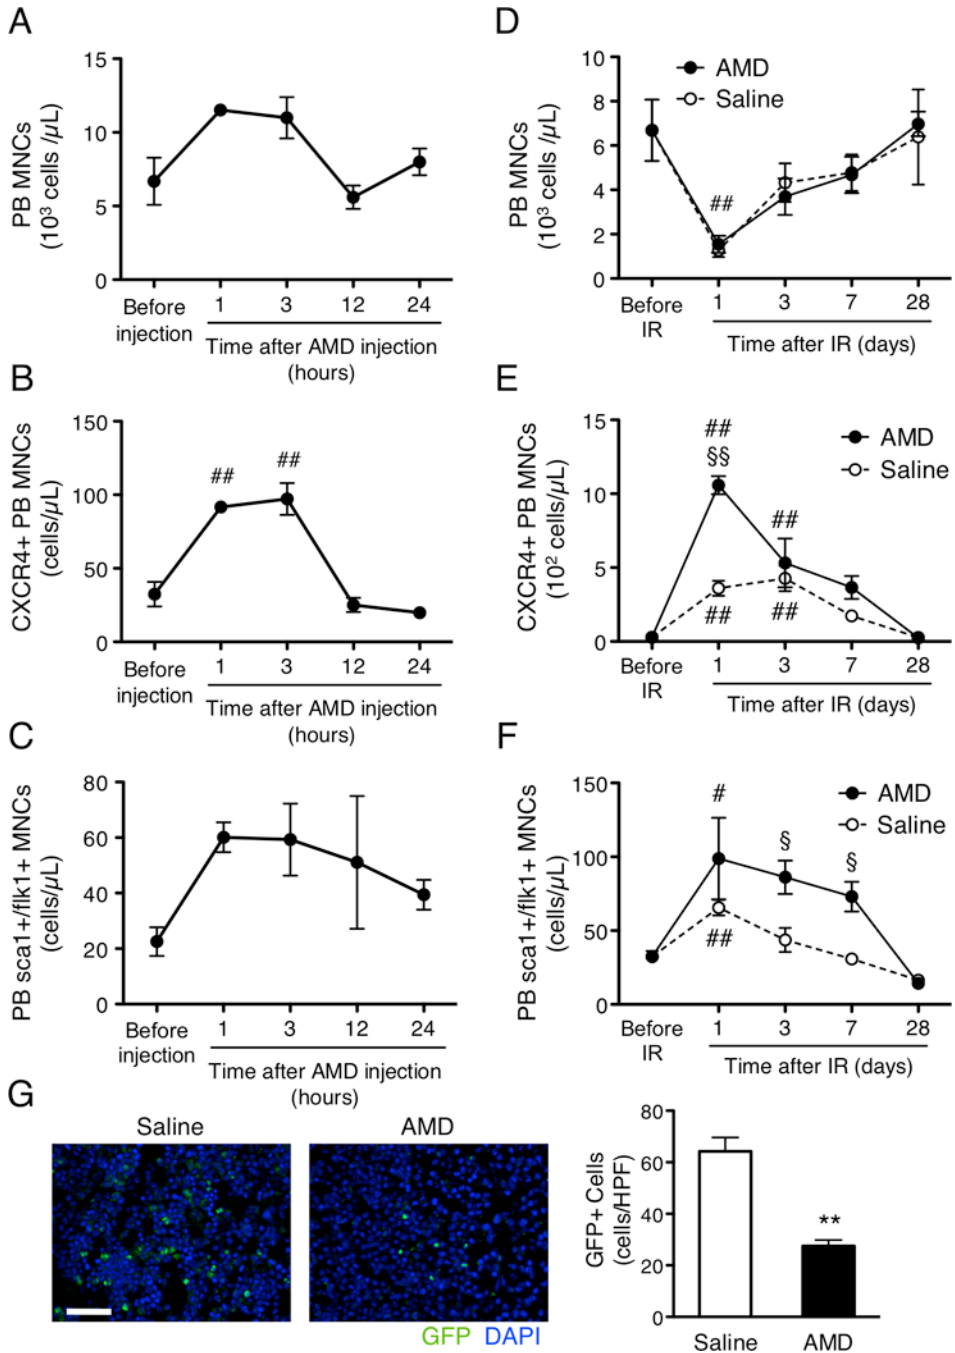 A
PB MNCs
(10³ cells /µL)
15
10
5
0
Before
injection
1
3
12
24
Time after AMD injection
(hours)
D
PB MNCs
(10³ cells /µL)
10
8
6
4
2
0
AMD
Saline
##
Before
IR
1
3
7
28
Time after IR (days)
B
CXCR4+ PB MNCs
(cells/µL)
150
100
50
0
##
##
Before
injection
1
3
12
24
Time after AMD injection
(hours)
E
CXCR4+ PB MNCs
(10² cells/µL)
15
10
5
0
AMD
Saline
##
§§
##
##
##
Before
IR
1
3
7
28
Time after IR (days)
C
PB sca1+/flk1+ MNCs
(cells/µL)
80
60
40
20
0
Before
injection
1
3
12
24
Time after AMD injection
(hours)
F
PB sca1+/flk1+ MNCs
(cells/µL)
150
100
50
0
AMD
Saline
#
§
§
##
Before
IR
1
3
7
28
Time after IR (days)
G
Saline
AMD
GFP DAPI
GFP+ Cells
(cells/HPF)
80
60
40
20
0
**
Saline
AMD